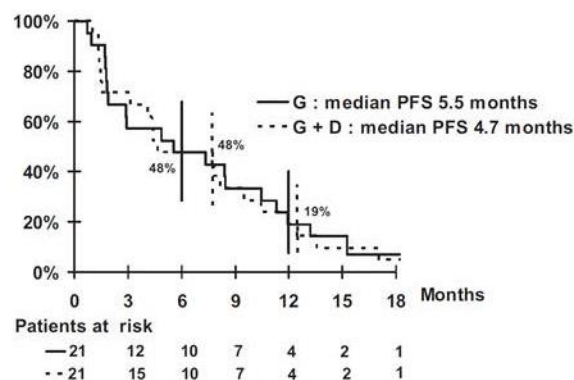 100%
80%
60%
40%
20%
0%
G : median PFS 5.5 months
G + D : median PFS 4.7 months
48%
48%
19%
0 3 6 9 12 15 18 Months
Patients at risk
21 12 10 7 4 2 1
21 15 10 7 4 2 1